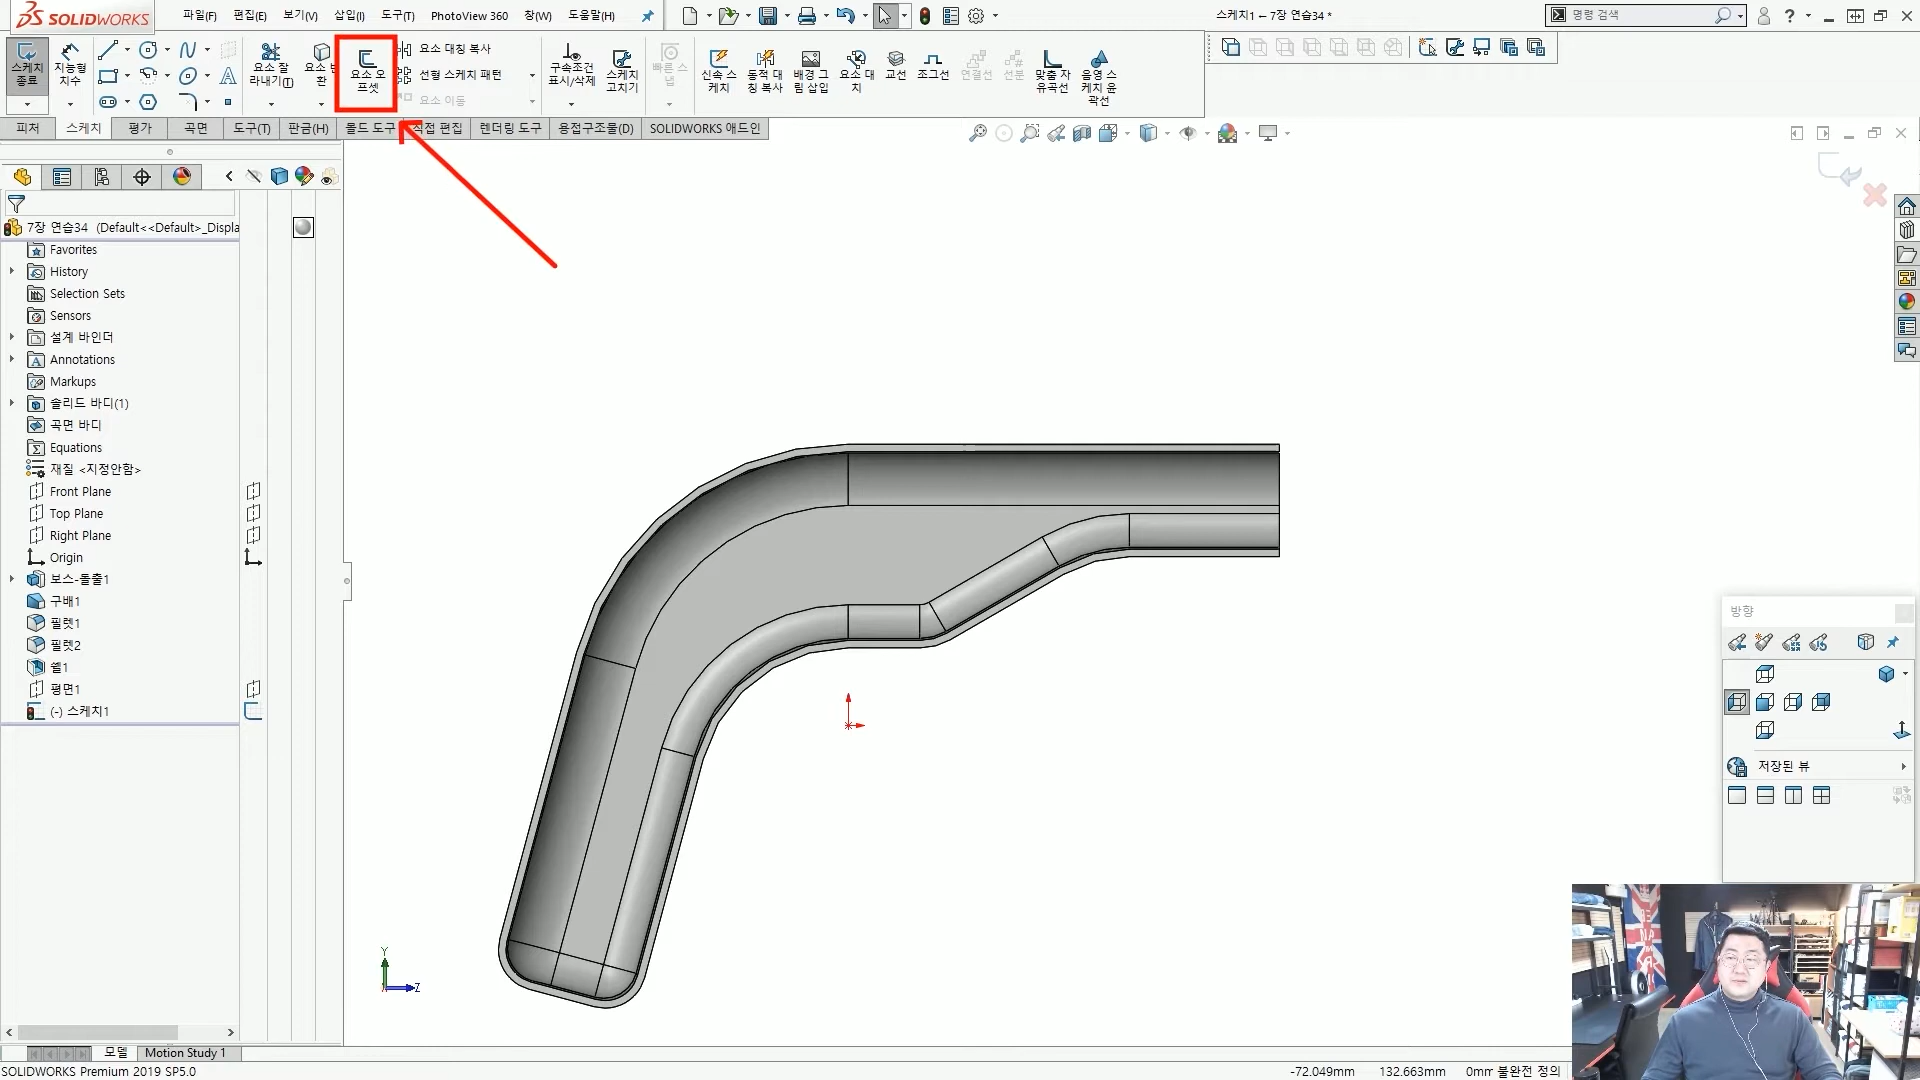 SOLIDWORKS
파일(F) 편집(E) 보기(V) 삽입(I) 도구(T) PhotoView 360 창(W) 도움말(H)
스케치1 ← 7장 연습34 *
명령 검색
스케치 종료
지능형 치수
요소 잘라내기(T)
요소 변환
요소 오프셋
요소 대칭 복사
선형 스케치 패턴
요소 이동
구속조건 표시/삭제
스케치 고치기
빠른 스냅
신속 스케치
동적 대칭 복사
배경 그림 삽입
요소 대치
교선
조그선
연결선
선분
맞춤 자유곡선
음영 스케치 윤곽선
피처 스케치 평가 곡면 도구(T) 판금(H) 몰드 도구 직접 편집 렌더링 도구 용접구조물(D) SOLIDWORKS 애드인
7장 연습34 (Default<<Default>_Displa
Favorites
History
Selection Sets
Sensors
설계 바인더
Annotations
Markups
솔리드 바디(1)
곡면 바디
Equations
재질 <지정안함>
Front Plane
Top Plane
Right Plane
Origin
보스-돌출1
구배1
필렛1
필렛2
쉘1
평면1
(-) 스케치1
방향
저장된 뷰
Y
Z
모델 Motion Study 1
SOLIDWORKS Premium 2019 SP5.0
-72.049mm 132.663mm 0mm 불완전 정의